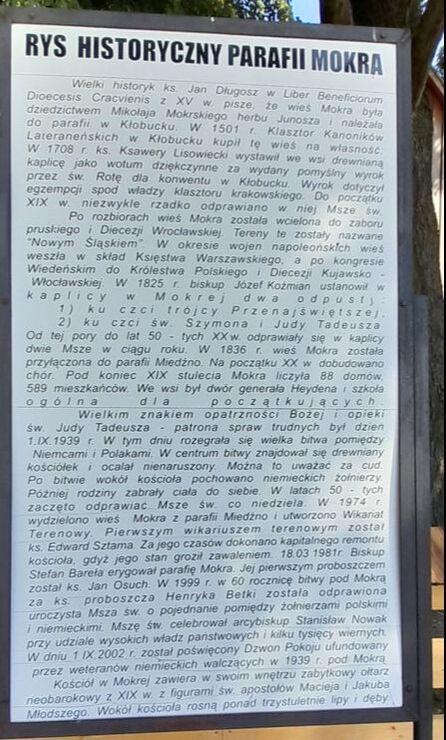 RYS HISTORYCZNY PARAFII MOKRA
Wielki historyk ks. Jan Długosz w Liber Beneficiorum
Dioecesis Cracvienis z XV w. pisze, że wieś Mokra była
dziedzictwem Mikołaja Mokrskiego herbu Junosza i należała
do parafii w Kłobucku. W 1501 r. Klasztor Kanoników
Laterańeńskich w Kłobucku kupił tę wieś na własność.
W 1708 r. ks. Ksawery Lisowiecki wystawił we wsi drewnianą
kaplicę jako wotum dziękczynne za wydany pomyślny wyrok
przez św. Rotę dla konwentu w Kłobucku. Wyrok dotyczył
egzempcji spod władzy klasztoru krakowskiego. Do początku
XIX w. niezwykle rzadko odprawiano w niej Msze św.
Po rozbiorach wieś Mokra została wcielona do zaboru
pruskiego i Diecezji Wrocławskiej. Tereny te zostały nazwane
"Nowym Śląskiem". W okresie wojen napoleońskich wieś
weszła w skład Księstwa Warszawskiego, a po kongresie
Wiedeńskim do Królestwa Polskiego i Diecezji Kujawsko -
Włocławskiej. W 1825 r. biskup Józef Koźmian ustanowił w
kaplicy w Mokrej dwa odpusty:
1) ku czci trójcy Przenajświętszej,
2) ku czci św. Szymona i Judy Tadeusza
Od tej pory do lat 50 - tych XX w. odprawiały się w kaplicy
dwie Msze w ciągu roku. W 1836 r. wieś Mokra została
przyłączona do parafii Miedźno. Na początku XX w dobudowano
chór. Pod koniec XIX stulecia Mokra liczyła 88 domów,
589 mieszkańców. We wsi był dwór generała Heydena i szkoła
ogólna dla początkujących.
Wielkim znakiem opatrzności Bożej i opieki
św. Judy Tadeusza - patrona spraw trudnych był dzień
1.IX.1939 r. W tym dniu rozegrała się wielka bitwa pomiędzy
Niemcami i Polakami. W centrum bitwy znajdował się drewniany
kościółek i ocalał nienaruszony. Można to uważać za cud.
Po bitwie wokół kościoła pochowano niemieckich żołnierzy.
Później rodziny zabrały ciała do siebie. W latach 50 - tych
zaczęto odprawiać Msze św. co niedziela. W 1974 r.
wydzielono wieś Mokra z parafii Miedźno i utworzono Wikariat
Terenowy. Pierwszym wikariuszem terenowym został
ks. Edward Sztama. Za jego czasów dokonano kapitalnego remontu
kościoła, gdyż jego stan groził zawaleniem. 18.03 1981r. Biskup
Stefan Bareła erygował parafię Mokra. Jej pierwszym proboszczem
został ks. Jan Osuch. W 1999 r. w 60 rocznicę bitwy pod Mokrą
za ks. proboszcza Henryka Betki została odprawiona
uroczysta Msza św. o pojednanie pomiędzy żołnierzami polskimi
i niemieckimi. Mszę św. celebrował arcybiskup Stanisław Nowak
przy udziale wysokich władz państwowych i kilku tysięcy wiernych.
W dniu 1 IX.2002 r. został poświęcony Dzwon Pokoju ufundowany
przez weteranów niemieckich walczących w 1939 r. pod Mokrą.
Kościół w Mokrej zawiera w swoim wnętrzu zabytkowy ołtarz
neobarokowy z XIX w. z figurami św. apostołów Macieja i Jakuba
Młodszego. Wokół kościoła rosną ponad trzystuletnie lipy i dęby.